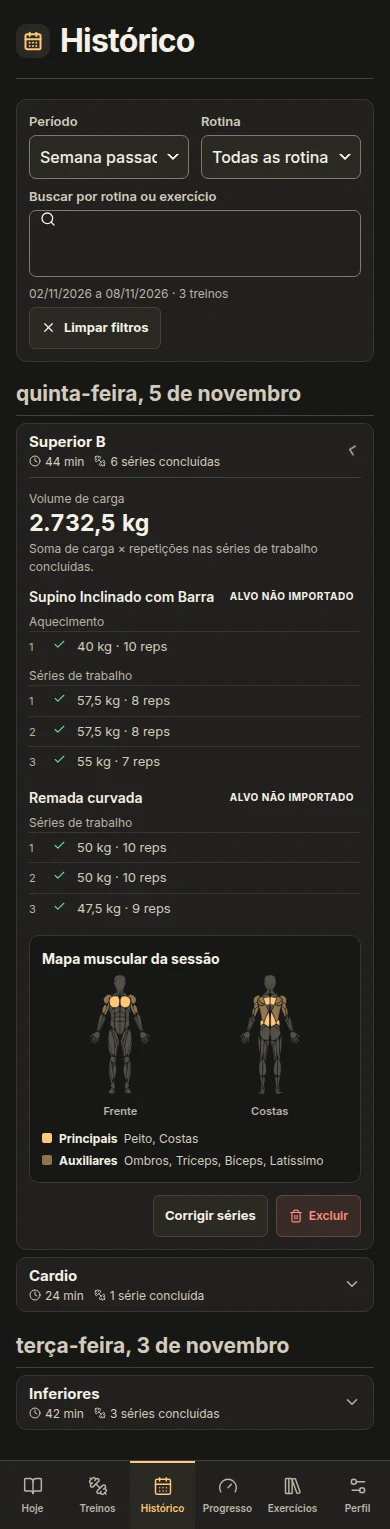 Histórico
Período
Rotina
Semana passad
Todas as rotina
Buscar por rotina ou exercício
02/11/2026 a 08/11/2026 · 3 treinos
Limpar filtros
quinta-feira, 5 de novembro
Superior B
44 min 6 séries concluídas
Volume de carga
2.732,5 kg
Soma de carga × repetições nas séries de trabalho
concluídas.
Supino Inclinado com Barra ALVO NÃO IMPORTADO
Aquecimento
1 40 kg · 10 reps
Séries de trabalho
1 57,5 kg · 8 reps
2 57,5 kg · 8 reps
3 55 kg · 7 reps
Remada curvada ALVO NÃO IMPORTADO
Séries de trabalho
1 50 kg · 10 reps
2 50 kg · 10 reps
3 47,5 kg · 9 reps
Mapa muscular da sessão
Frente
Costas
Principais Peito, Costas
Auxiliares Ombros, Tríceps, Bíceps, Latíssimo
Corrigir séries
Excluir
Cardio
24 min 1 série concluída
terça-feira, 3 de novembro
Inferiores
42 min 3 séries concluídas
Hoje
Treinos
Histórico
Progresso
Exercícios
Perfil